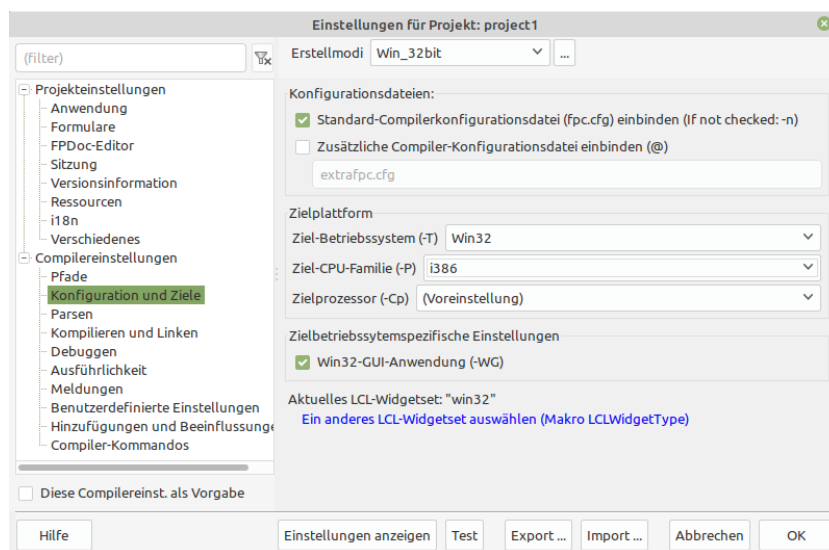 Einstellungen für Projekt: project1
(filter)
Erstellmodi Win_32bit ...
Projekteinstellungen
Anwendung
Formulare
FPDoc-Editor
Sitzung
Versionsinformation
Ressourcen
i18n
Verschiedenes
Compilereinstellungen
Pfade
Konfiguration und Ziele
Parsen
Kompilieren und Linken
Debuggen
Ausführlichkeit
Meldungen
Benutzerdefinierte Einstellungen
Hinzufügungen und Beeinflussunge
Compiler-Kommandos
Diese Compilereinst. als Vorgabe
Konfigurationsdateien:
Standard-Compilerkonfigurationsdatei (fpc.cfg) einbinden (If not checked: -n)
Zusätzliche Compiler-Konfigurationsdatei einbinden (@)
extrafpc.cfg
Zielplattform
Ziel-Betriebssystem (-T) Win32
Ziel-CPU-Familie (-P) i386
Zielprozessor (-Cp) (Voreinstellung)
Zielbetriebssytemspezifische Einstellungen
Win32-GUI-Anwendung (-WG)
Aktuelles LCL-Widgetset: "win32"
Ein anderes LCL-Widgetset auswählen (Makro LCLWidgetType)
Hilfe Einstellungen anzeigen Test Export ... Import ... Abbrechen OK